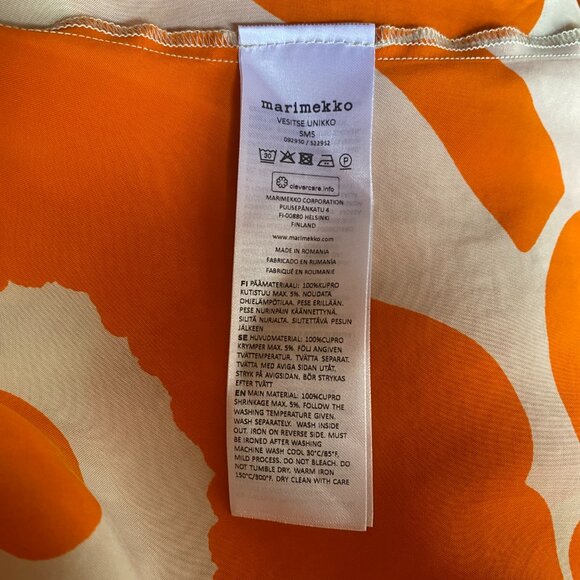 marimekko
VESITSE UNIKKO
SMS
092950 / 522952
30 P
clevercare.info
MARIMEKKO CORPORATION
PUUSEPÄNKATU 4
FI-00880 HELSINKI
FINLAND
www.marimekko.com
MADE IN ROMANIA
FABRICADO EN RUMANÍA
FABRIQUÉ EN ROUMANIE
FI PÄÄMATERIAALI: 100%KUPRO
KUTISTUU MAX. 5%. NOUDATA
OHJELÄMPÖTILAA. PESE ERILLÄÄN.
PESE NURINPÄIN KÄÄNNETTYNÄ.
SILITÄ NURJALTA. SILITETTÄVÄ PESUN
JÄLKEEN
SE HUVUDMATERIAL: 100%CUPRO
KRYMPER MAX. 5%. FÖLJ ANGIVEN
TVÄTTEMPERATUR. TVÄTTA SEPARAT.
TVÄTTA MED AVIGA SIDAN UTÅT.
STRYK PÅ AVIGSIDAN. BÖR STRYKAS
EFTER TVÄTT
EN MAIN MATERIAL: 100%CUPRO
SHRINKAGE MAX. 5%. FOLLOW THE
WASHING TEMPERATURE GIVEN.
WASH SEPARATELY. WASH INSIDE
OUT. IRON ON REVERSE SIDE. MUST
BE IRONED AFTER WASHING
MACHINE WASH COOL 30°C/85°F.
MILD PROCESS. DO NOT BLEACH. DO
NOT TUMBLE DRY. WARM IRON
150°C/300°F. DRY CLEAN WITH CARE